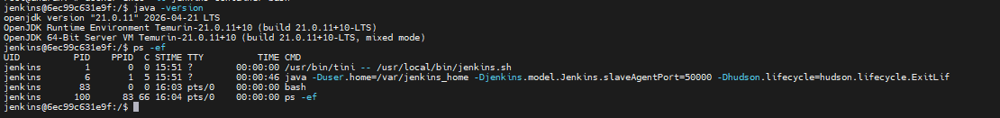 jenkins@6ec99c631e9f:/$ java -version
openjdk version "21.0.11" 2026-04-21 LTS
OpenJDK Runtime Environment Temurin-21.0.11+10 (build 21.0.11+10-LTS)
OpenJDK 64-Bit Server VM Temurin-21.0.11+10 (build 21.0.11+10-LTS, mixed mode)
jenkins@6ec99c631e9f:/$ ps -ef
UID          PID    PPID  C STIME TTY          TIME CMD
jenkins        1       0  0 15:51 ?        00:00:00 /usr/bin/tini -- /usr/local/bin/jenkins.sh
jenkins        6       1  5 15:51 ?        00:00:46 java -Duser.home=/var/jenkins_home -Djenkins.model.Jenkins.slaveAgentPort=50000 -Dhudson.lifecycle=hudson.lifecycle.ExitLif
jenkins       83       0  0 16:03 pts/0    00:00:00 bash
jenkins      100      83 66 16:04 pts/0    00:00:00 ps -ef
jenkins@6ec99c631e9f:/$